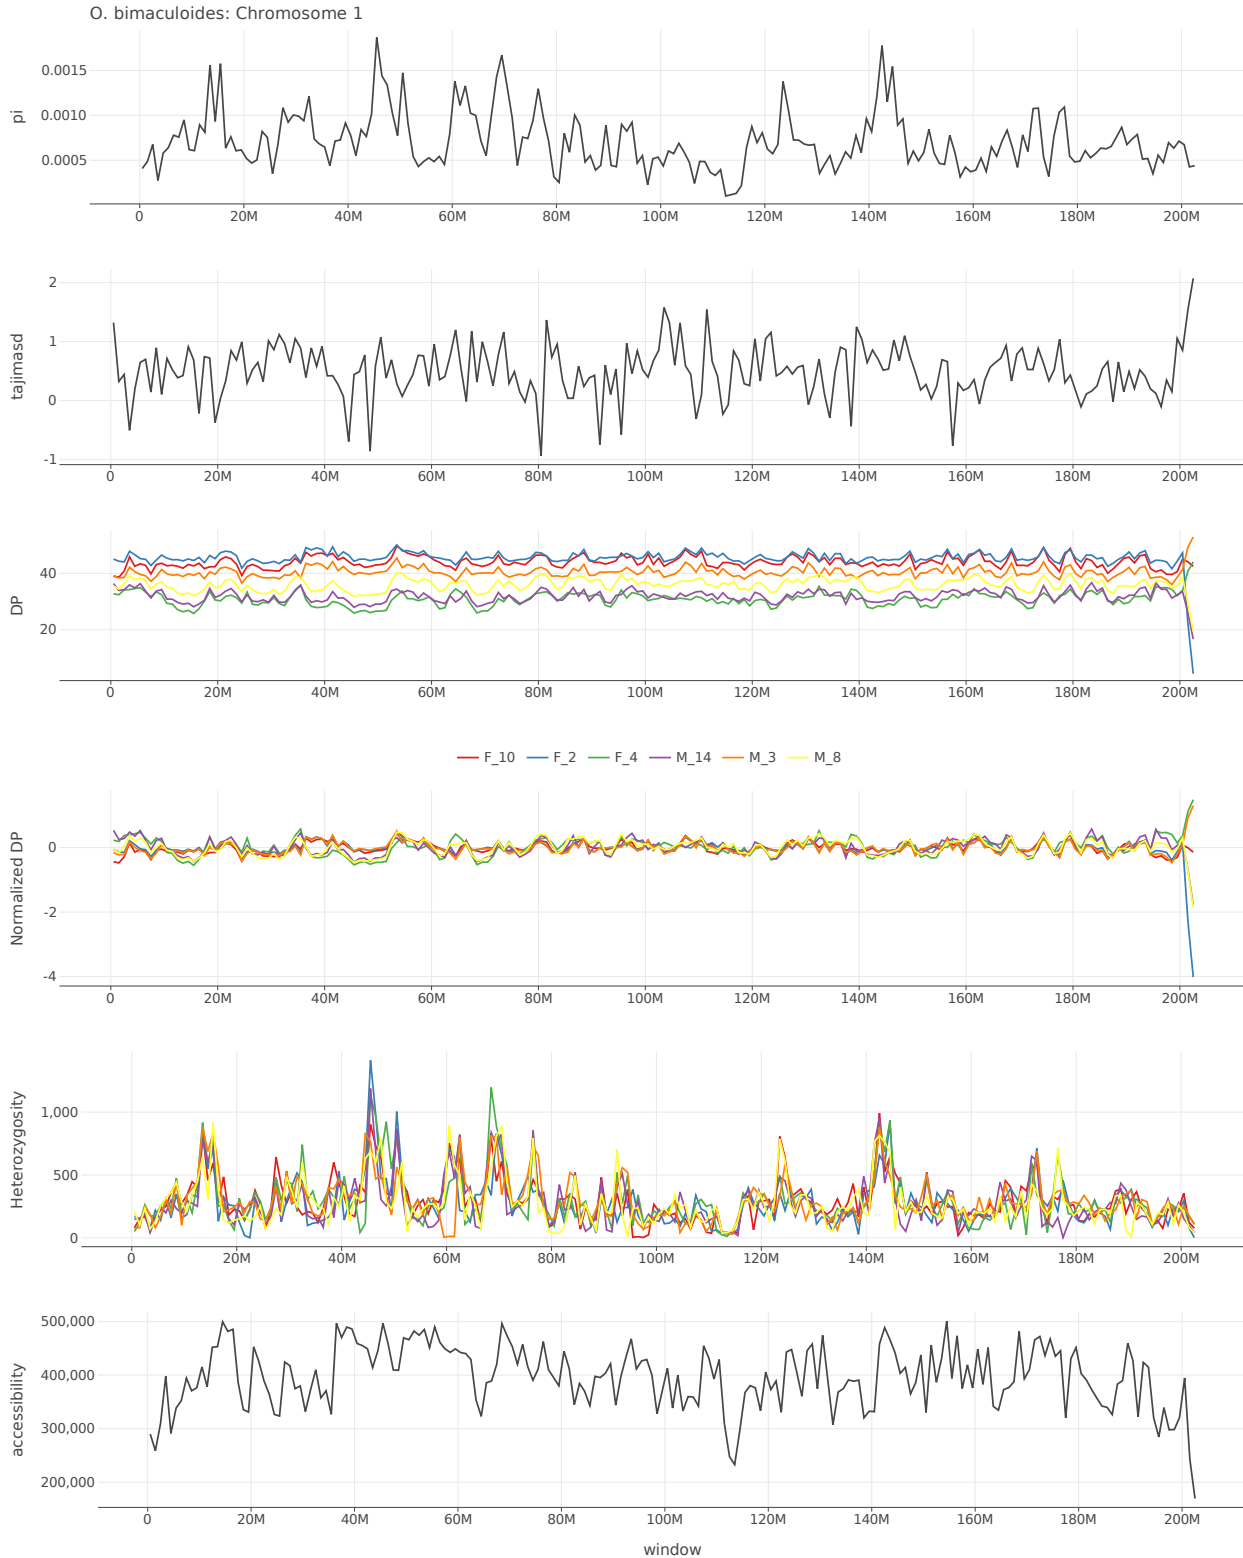 O. bimaculoides: Chromosome 1
0.0015
0.0010
0.0005
pi
0 20M 40M 60M 80M 100M 120M 140M 160M 180M 200M
2
1
0
-1
tajimasd
0 20M 40M 60M 80M 100M 120M 140M 160M 180M 200M
40
20
DP
0 20M 40M 60M 80M 100M 120M 140M 160M 180M 200M
F_10 F_2 F_4 M_14 M_3 M_8
0
-2
-4
Normalized DP
0 20M 40M 60M 80M 100M 120M 140M 160M 180M 200M
1,000
500
0
Heterozygosity
0 20M 40M 60M 80M 100M 120M 140M 160M 180M 200M
500,000
400,000
300,000
200,000
accessibility
0 20M 40M 60M 80M 100M 120M 140M 160M 180M 200M
window